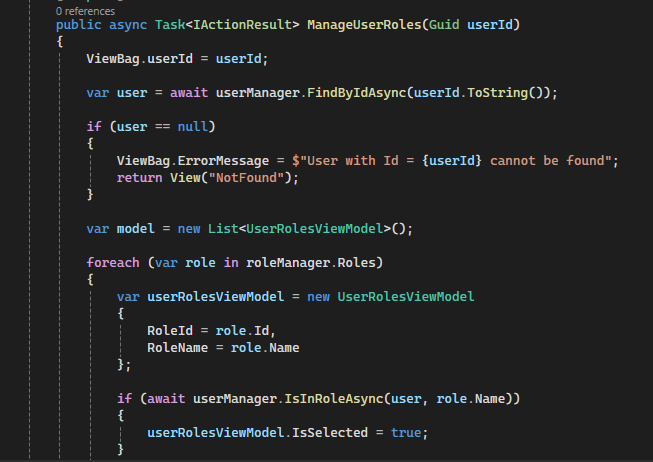 0 references
public async Task<IActionResult> ManageUserRoles(Guid userId)
{
ViewBag.userId = userId;
var user = await userManager.FindByIdAsync(userId.ToString());
if (user == null)
{
ViewBag.ErrorMessage = $"User with Id = {userId} cannot be found";
return View("NotFound");
}
var model = new List<UserRolesViewModel>();
foreach (var role in roleManager.Roles)
{
var userRolesViewModel = new UserRolesViewModel
{
RoleId = role.Id,
RoleName = role.Name
};
if (await userManager.IsInRoleAsync(user, role.Name))
{
userRolesViewModel.IsSelected = true;
}